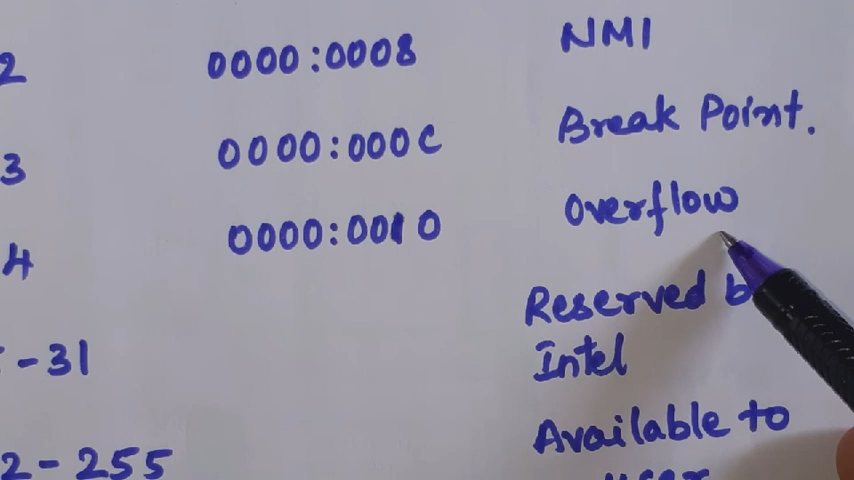 2 0000:0008 NMI
3 0000:000C Break Point.
4 0000:0010 Overflow
-31 Reserved b
Intel
2-255 Available to
user